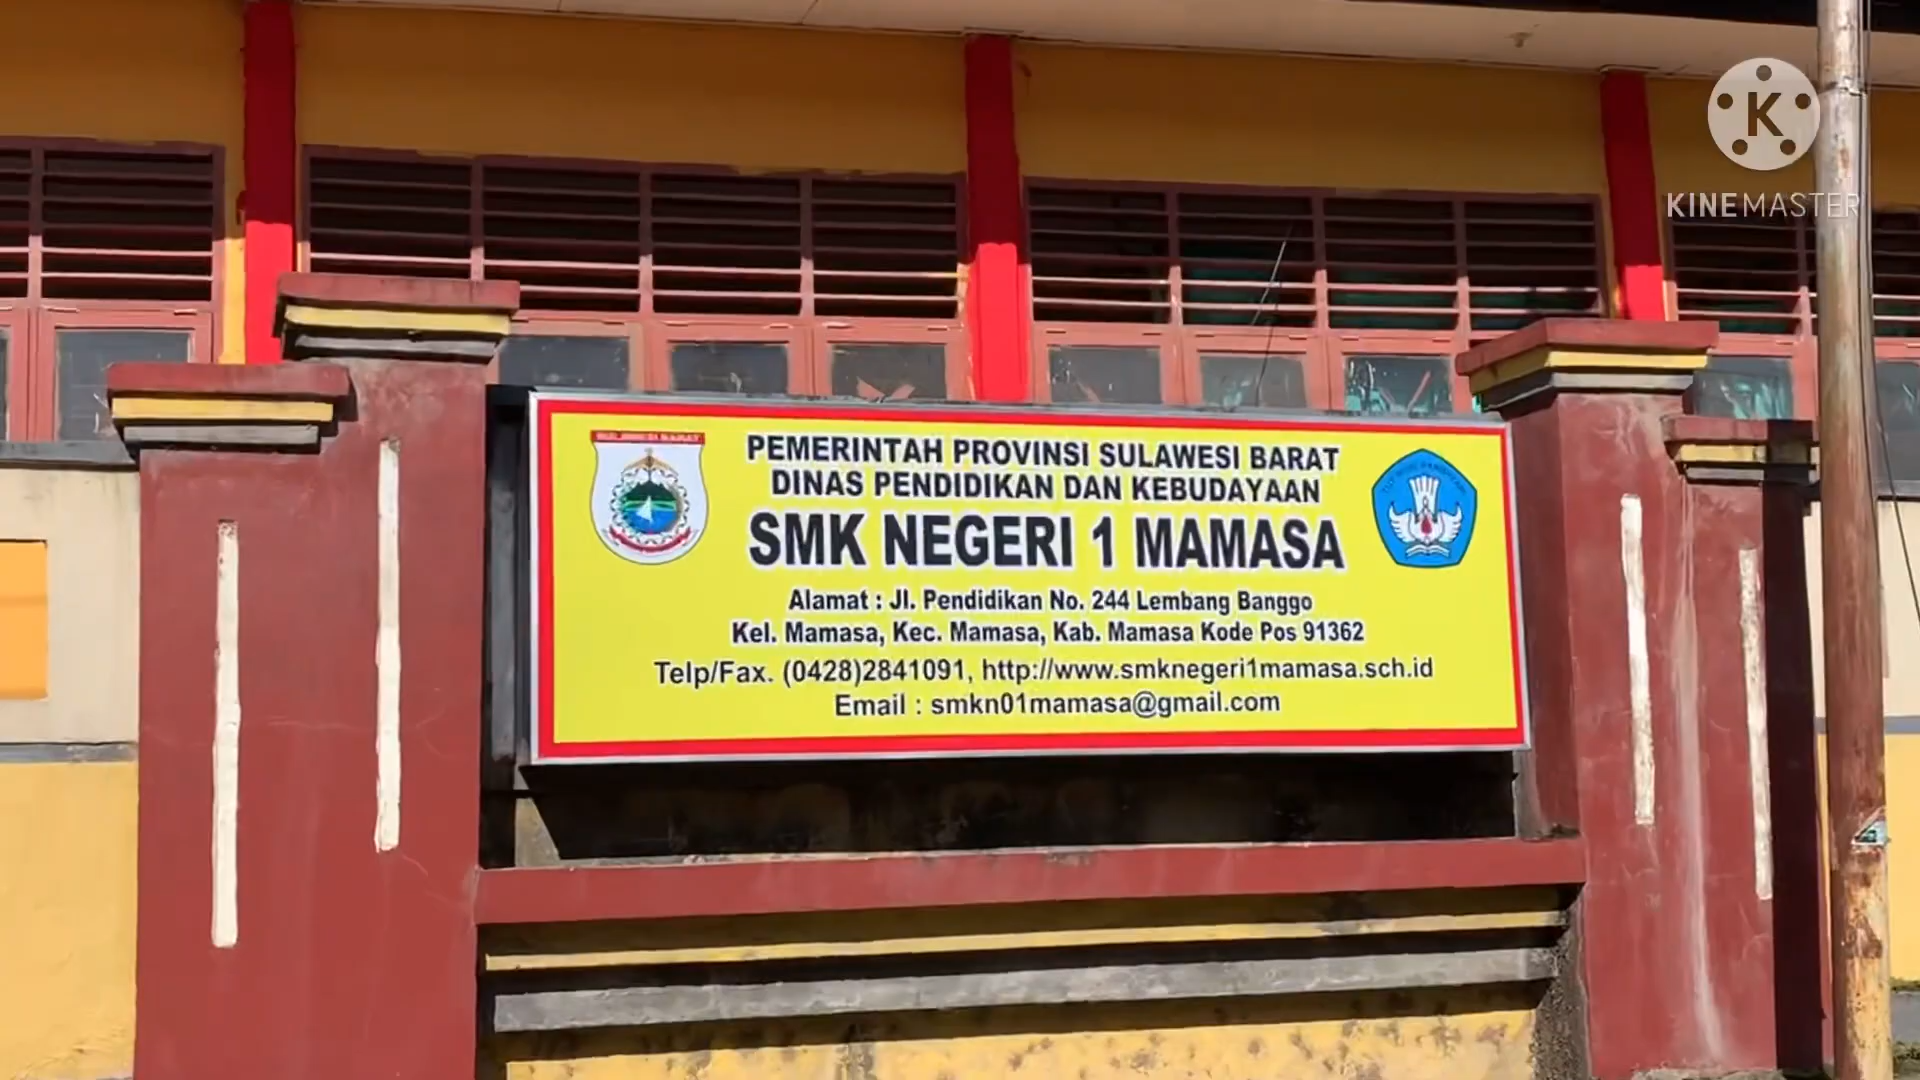 PEMERINTAH PROVINSI SULAWESI BARAT
DINAS PENDIDIKAN DAN KEBUDAYAAN
SMK NEGERI 1 MAMASA
Alamat : Jl. Pendidikan No. 244 Lembang Banggo
Kel. Mamasa, Kec. Mamasa, Kab. Mamasa Kode Pos 91362
Telp/Fax. (0428)2841091, http://www.smknegeri1mamasa.sch.id
Email : smkn01mamasa@gmail.com
K
KINEMASTER